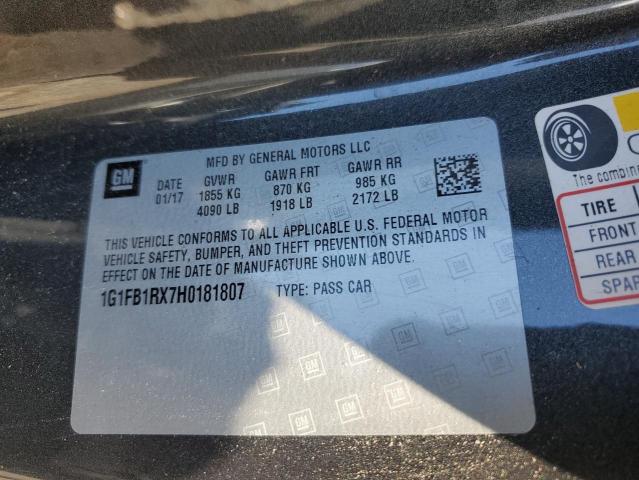 MFD BY GENERAL MOTORS LLC
GM
DATE GVWR GAWR FRT GAWR RR
01/17 1855 KG 870 KG 985 KG
4090 LB 1918 LB 2172 LB
THIS VEHICLE CONFORMS TO ALL APPLICABLE U.S. FEDERAL MOTOR
VEHICLE SAFETY, BUMPER, AND THEFT PREVENTION STANDARDS IN
EFFECT ON THE DATE OF MANUFACTURE SHOWN ABOVE.
1G1FB1RX7H0181807 TYPE: PASS CAR
The combin
TIRE
FRONT
REAR
SPAR